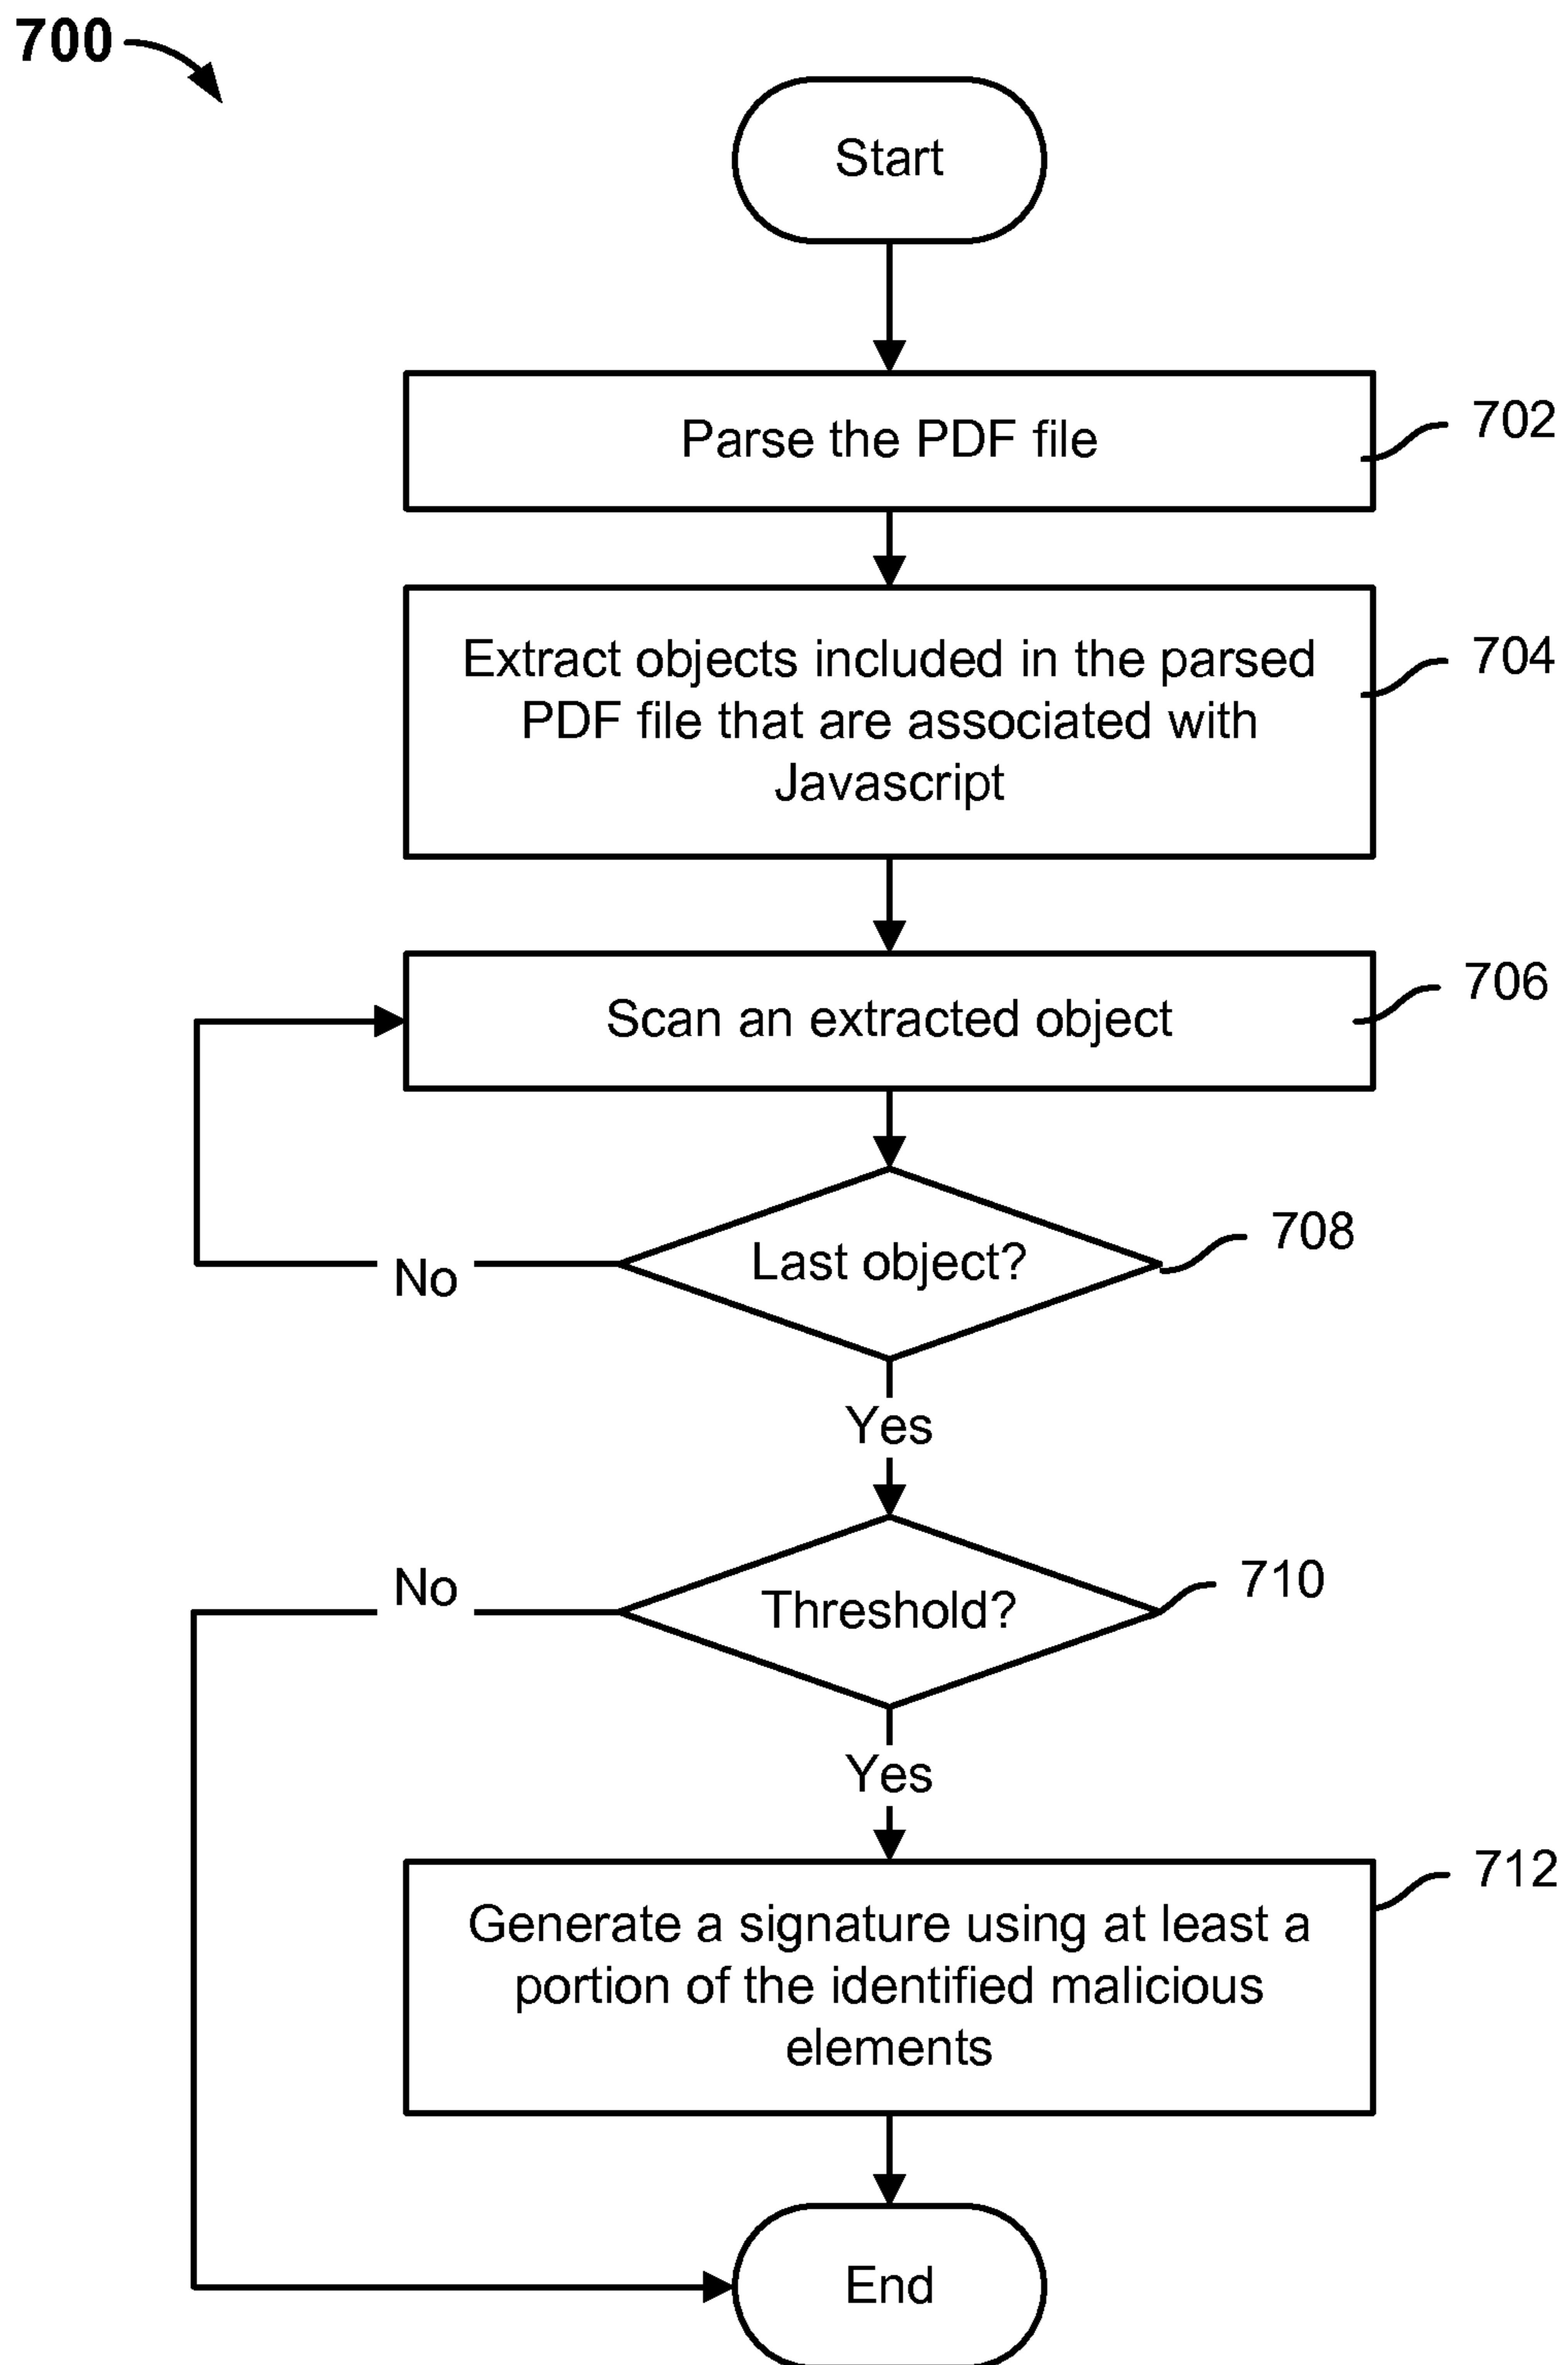 700
Start
Parse the PDF file
702
Extract objects included in the parsed
PDF file that are associated with
Javascript
704
Scan an extracted object
706
Last object?
708
No
Yes
Threshold?
710
No
Yes
Generate a signature using at least a
portion of the identified malicious
elements
712
End